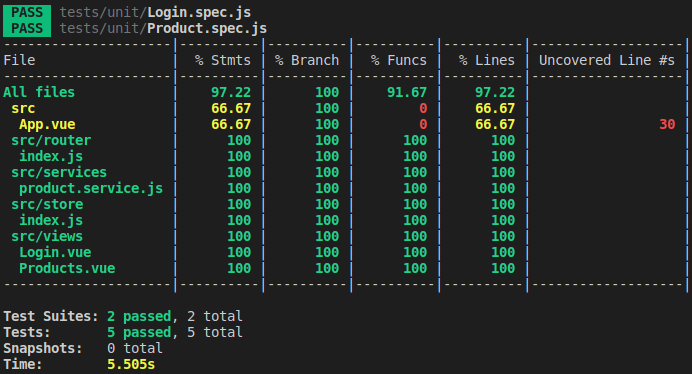 PASS tests/unit/Login.spec.js
PASS tests/unit/Product.spec.js
---------------------|----------|----------|----------|----------|-------------------|
File                 |  % Stmts | % Branch |  % Funcs |  % Lines | Uncovered Line #s |
---------------------|----------|----------|----------|----------|-------------------|
All files            |    97.22 |      100 |    91.67 |    97.22 |                   |
 src                 |    66.67 |      100 |        0 |    66.67 |                   |
  App.vue            |    66.67 |      100 |        0 |    66.67 |                30 |
 src/router          |      100 |      100 |      100 |      100 |                   |
  index.js           |      100 |      100 |      100 |      100 |                   |
 src/services        |      100 |      100 |      100 |      100 |                   |
  product.service.js |      100 |      100 |      100 |      100 |                   |
 src/store           |      100 |      100 |      100 |      100 |                   |
  index.js           |      100 |      100 |      100 |      100 |                   |
 src/views           |      100 |      100 |      100 |      100 |                   |
  Login.vue          |      100 |      100 |      100 |      100 |                   |
  Products.vue       |      100 |      100 |      100 |      100 |                   |
---------------------|----------|----------|----------|----------|-------------------|
Test Suites: 2 passed, 2 total
Tests:       5 passed, 5 total
Snapshots:   0 total
Time:        5.505s